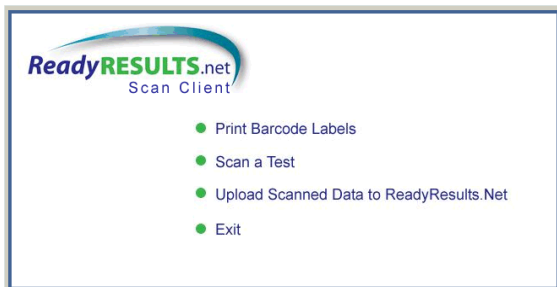 ReadyRESULTS.net
Scan Client
Print Barcode Labels
Scan a Test
Upload Scanned Data to ReadyResults.Net
Exit